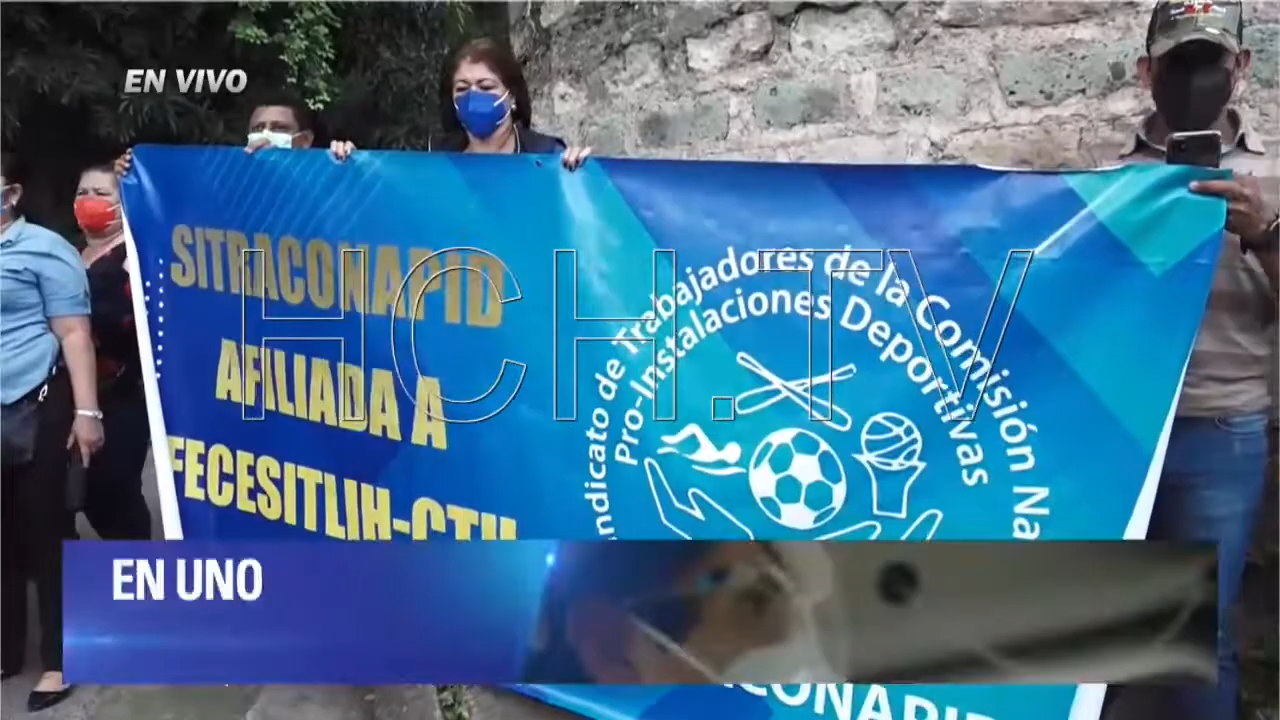 EN VIVO
SITRACONAPID
AFILIADA A
FECESITLIH-CTH
Sindicato de Trabajadores de la Comisión Na
Pro-Instalaciones Deportivas
HCH.TV
EN UNO